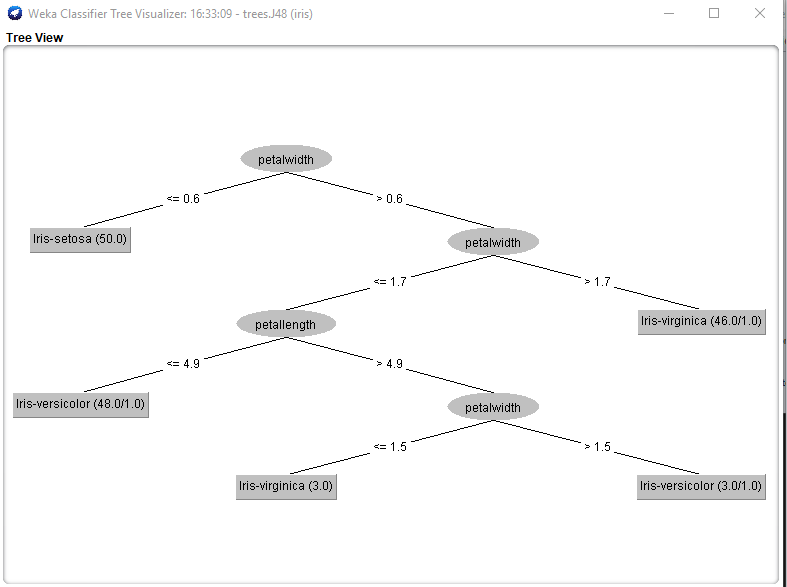 Weka Classifier Tree Visualizer: 16:33:09 - trees.J48 (iris)
Tree View
petalwidth
<= 0.6
> 0.6
Iris-setosa (50.0)
petalwidth
<= 1.7
> 1.7
petallength
Iris-virginica (46.0/1.0)
<= 4.9
> 4.9
Iris-versicolor (48.0/1.0)
petalwidth
<= 1.5
> 1.5
Iris-virginica (3.0)
Iris-versicolor (3.0/1.0)